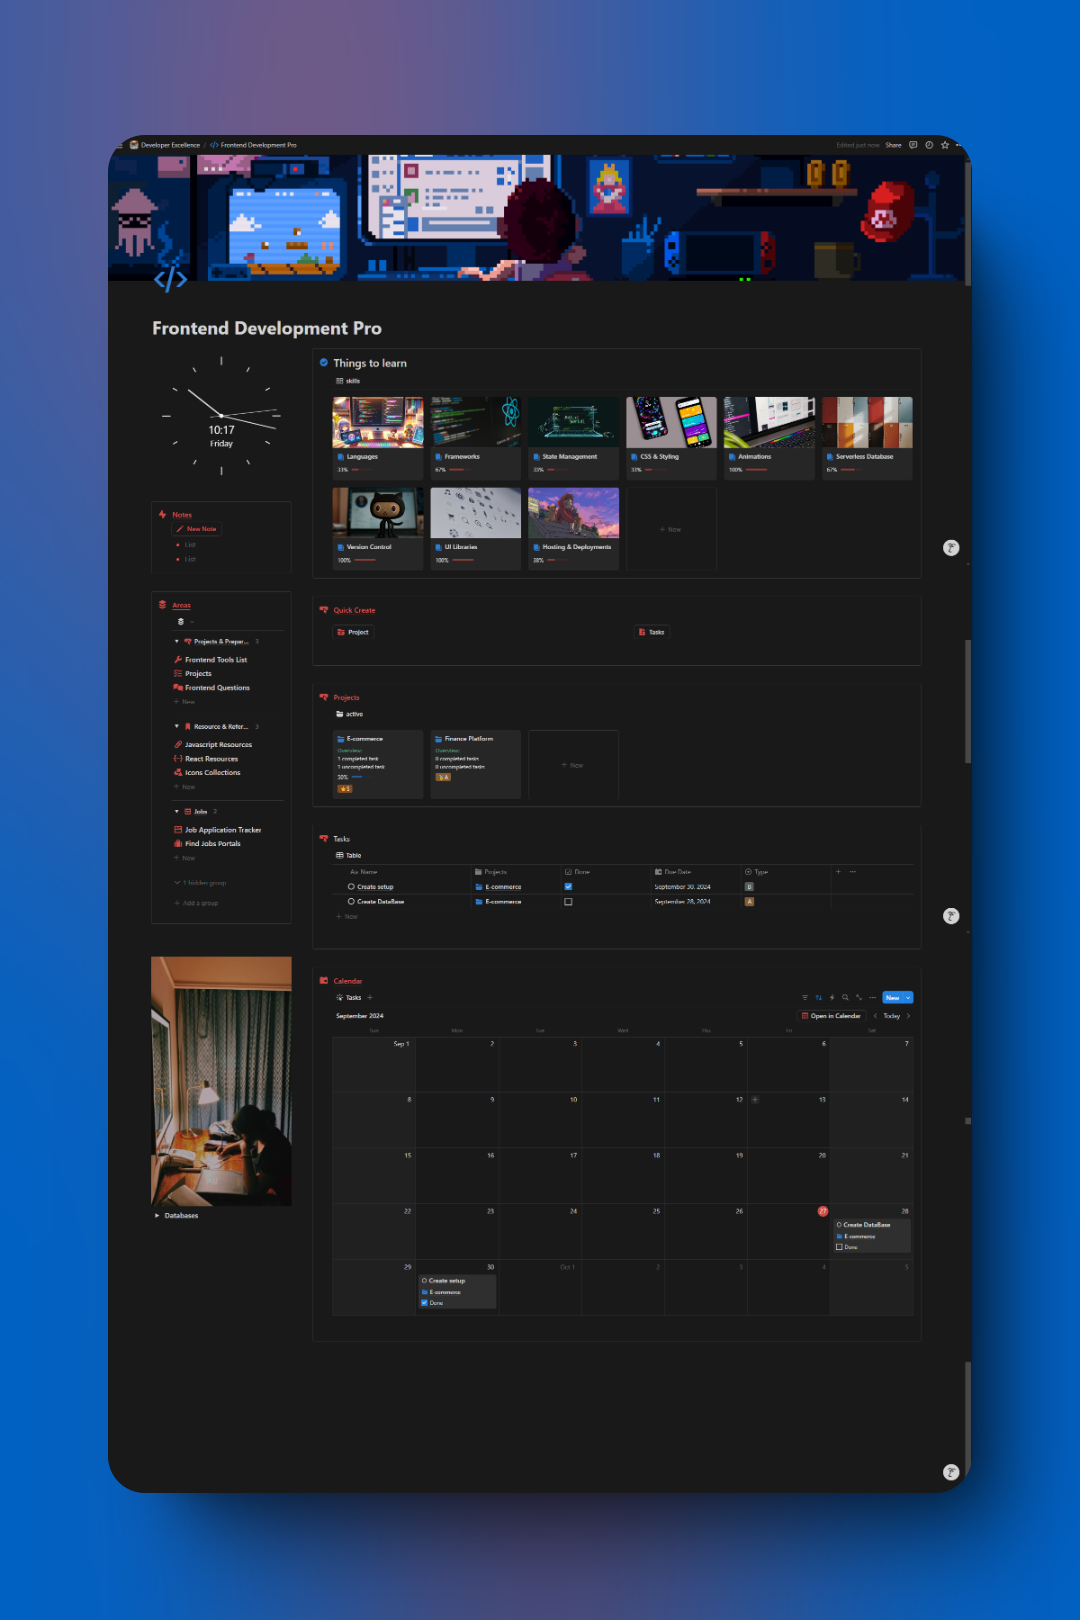 Developer Excellence / </> Frontend Development Pro
Edited just now Share
Frontend Development Pro
10:17
Friday
Notes
New Note
List
List
Areas
Projects & Prepar... 3
Frontend Tools List
Projects
Frontend Questions
+ New
Resource & Refer... 3
Javascript Resources
React Resources
Icons Collections
+ New
Jobs 2
Job Application Tracker
Find Jobs Portals
+ New
1 hidden group
+ Add a group
Databases
Things to learn
skills
Languages
33%
Frameworks
67%
State Management
33%
CSS & Styling
33%
Animations
100%
Serverless Database
67%
Version Control
100%
UI Libraries
100%
Hosting & Deployments
38%
+ New
Quick Create
Project
Tasks
Projects
active
E-commerce
Overview:
1 completed task
1 uncompleted task
50%
Finance Platform
Overview:
0 completed tasks
0 uncompleted tasks
A
+ New
Tasks
Table
Aa Name Projects Done Due Date Type + ...
Create setup E-commerce September 30, 2024 B
Create DataBase E-commerce September 28, 2024 A
+ New
Calendar
Tasks +
New
September 2024
Open in Calendar < Today >
Sun Mon Tue Wed Thu Fri Sat
Sep 1 2 3 4 5 6 7
8 9 10 11 12 + 13 14
15 16 17 18 19 20 21
22 23 24 25 26 27 28
Create DataBase
E-commerce
Done
29 30 Oct 1 2 3 4 5
Create setup
E-commerce
Done